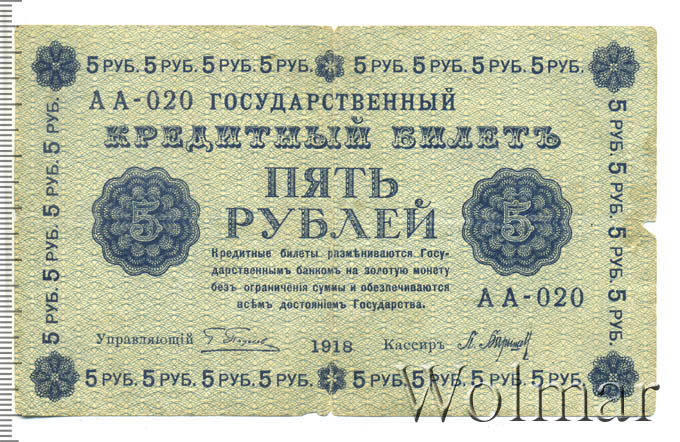 5 РУБ. 5 РУБ. 5 РУБ. 5 РУБ. 5 РУБ. 5 РУБ. 5 РУБ. 5 РУБ.
АА-020 ГОСУДАРСТВЕННЫЙ
КРЕДИТНЫЙ БИЛЕТЪ
5 ПЯТЬ 5
РУБЛЕЙ
Кредитные билеты размѣниваются Госу-
дарственнымъ банкомъ на золотую монету
безъ ограниченія суммы и обезпечиваются
всѣмъ достояніемъ Государства.
АА-020
Управляющій
1918
Кассиръ
5 РУБ. 5 РУБ. 5 РУБ. 5 РУБ. 5 РУБ. 5 РУБ. 5 РУБ. 5 РУБ.
5 РУБ. 5 РУБ. 5 РУБ. 5 РУБ. 5 РУБ.
5 РУБ. 5 РУБ. 5 РУБ. 5 РУБ. 5 РУБ.
Wolmar